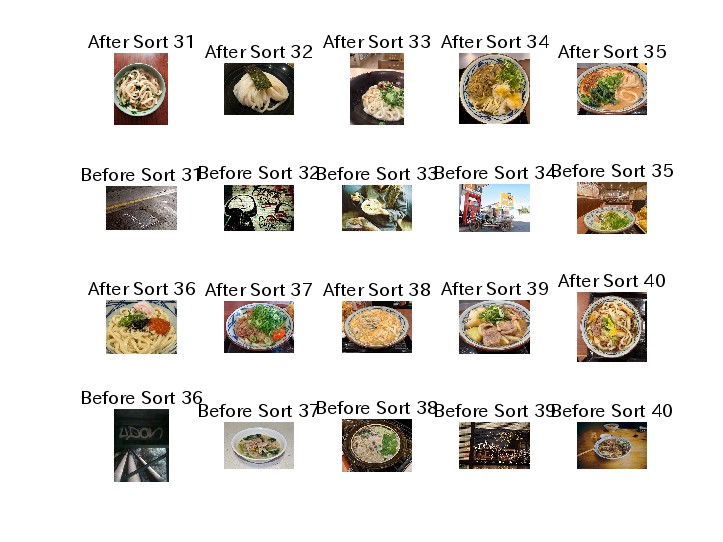 After Sort 31
After Sort 32
After Sort 33
After Sort 34
After Sort 35
Before Sort 31
Before Sort 32
Before Sort 33
Before Sort 34
Before Sort 35
After Sort 36
After Sort 37
After Sort 38
After Sort 39
After Sort 40
Before Sort 36
Before Sort 37
Before Sort 38
Before Sort 39
Before Sort 40